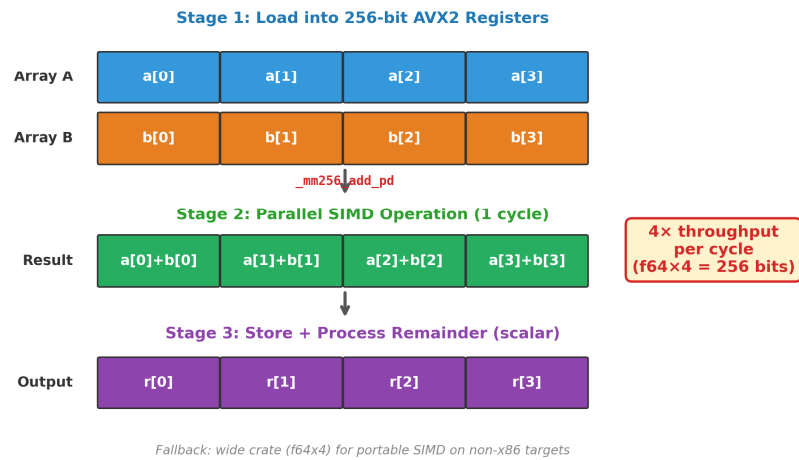 Stage 1: Load into 256-bit AVX2 Registers
Array A a[0] a[1] a[2] a[3]
Array B b[0] b[1] b[2] b[3]
_mm256_add_pd
Stage 2: Parallel SIMD Operation (1 cycle)
Result a[0]+b[0] a[1]+b[1] a[2]+b[2] a[3]+b[3]
4× throughput
per cycle
(f64×4 = 256 bits)
Stage 3: Store + Process Remainder (scalar)
Output r[0] r[1] r[2] r[3]
Fallback: wide crate (f64x4) for portable SIMD on non-x86 targets